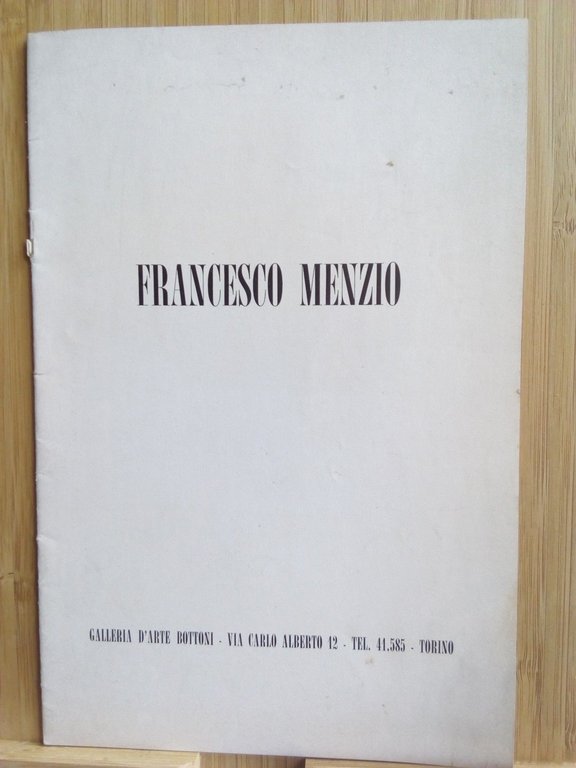 FRANCESCO MENZIO
GALLERIA D'ARTE BOTTONI - VIA CARLO ALBERTO 12 - TEL. 41.585 - TORINO